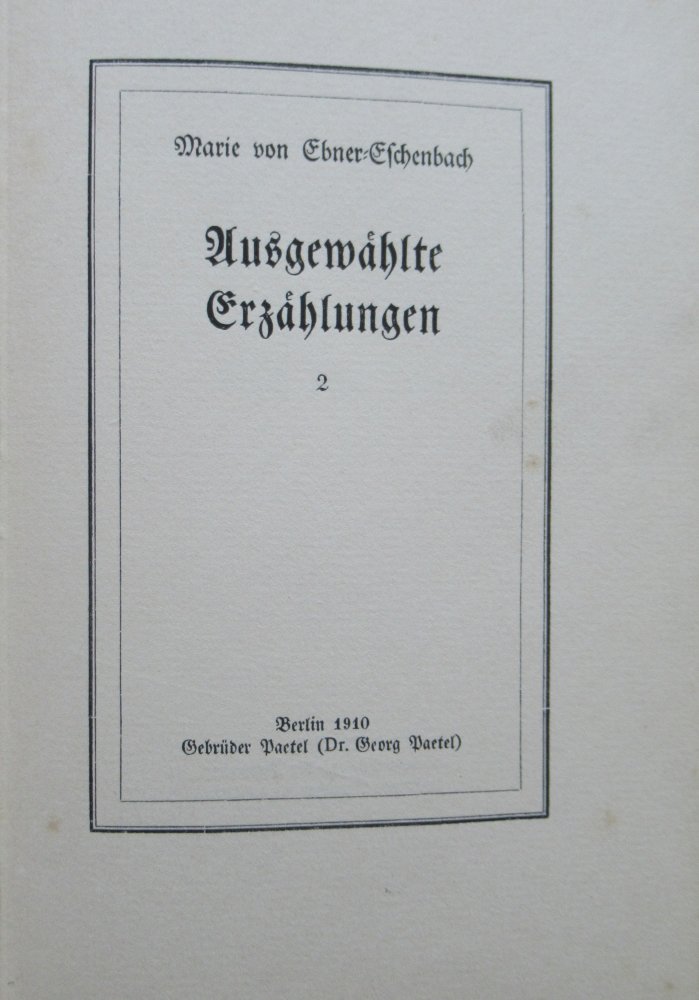 Marie von Ebner-Eschenbach
Ausgewählte
Erzählungen
2
Berlin 1910
Gebrüder Paetel (Dr. Georg Paetel)